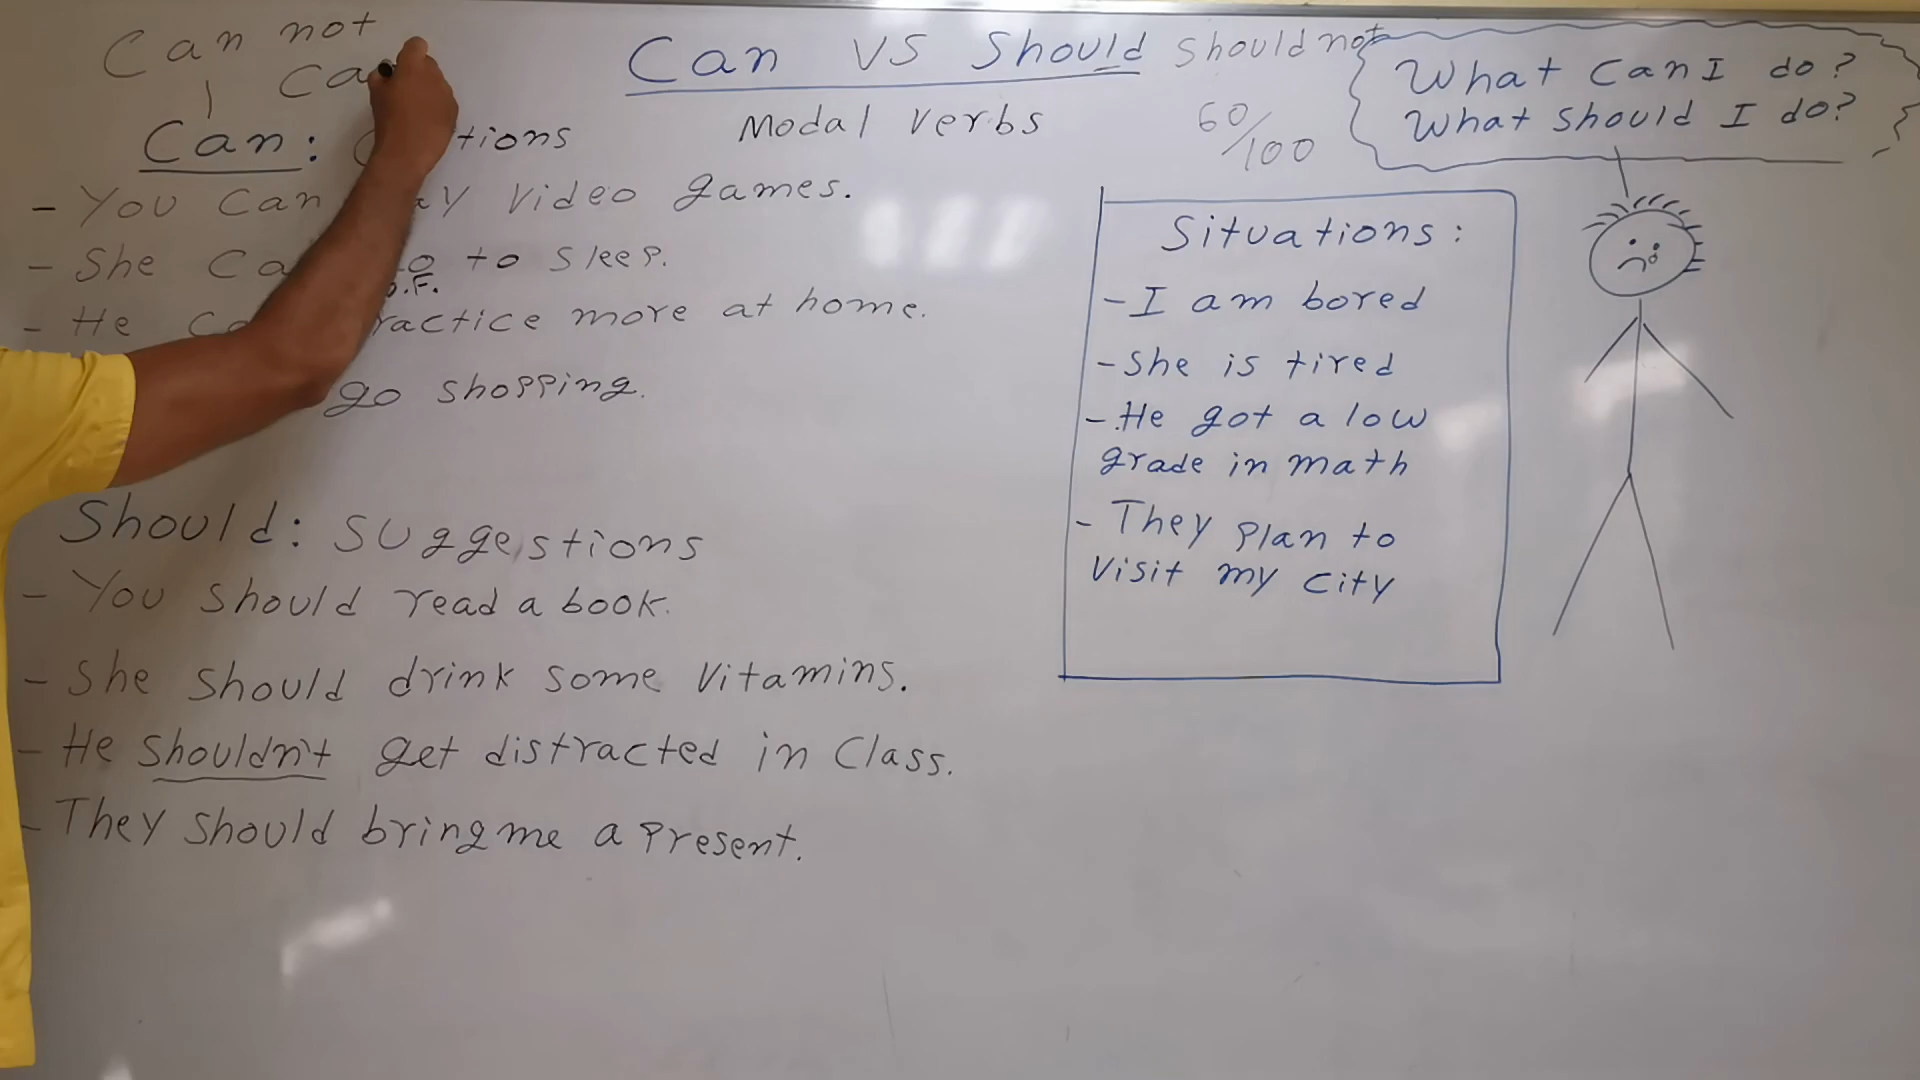 Can not
Ca
Can VS Should Should not
What Can I do?
What should I do?
Modal Verbs
60/100
Can: tions
- You Can Video games.
- She to sleep.
- He practice more at home.
go shopping.
Should: Suggestions
- You should read a book.
- She should drink some Vitamins.
- He shouldn't get distracted in Class.
- They should bring me a Present.
Situations:
- I am bored
- She is tired
- He got a low
grade in math
- They Plan to
Visit my City